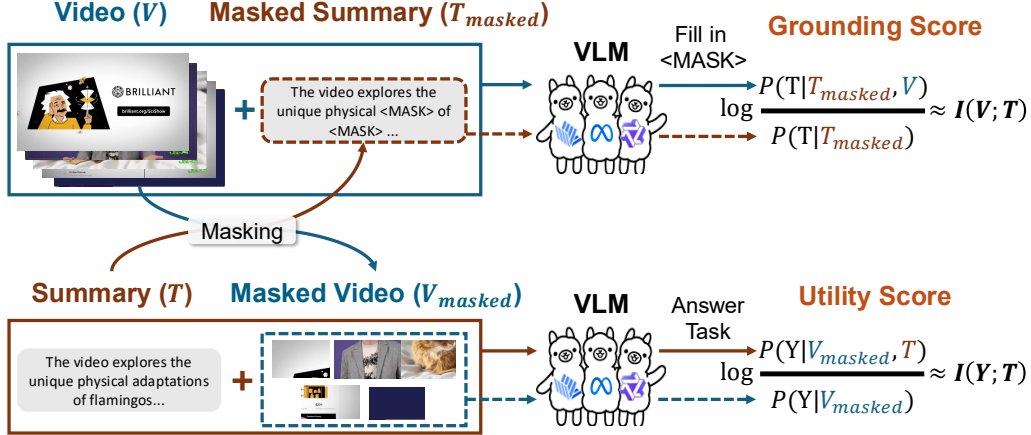 Video (V) Masked Summary (T_masked)
BRILLIANT
brilliant.org/SciShow
+
The video explores the
unique physical <MASK> of
<MASK> ...
VLM
Fill in
<MASK>
Grounding Score
log P(T|T_masked, V) / P(T|T_masked) ≈ I(V; T)
Masking
Summary (T) Masked Video (V_masked)
The video explores the
unique physical adaptations
of flamingos...
+
VLM
Answer
Task
Utility Score
log P(Y|V_masked, T) / P(Y|V_masked) ≈ I(Y; T)